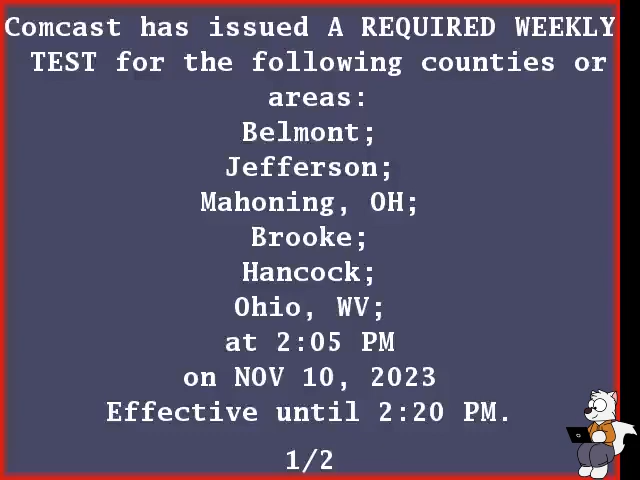 Comcast has issued A REQUIRED WEEKLY
TEST for the following counties or
areas:
Belmont;
Jefferson;
Mahoning, OH;
Brooke;
Hancock;
Ohio, WV;
at 2:05 PM
on NOV 10, 2023
Effective until 2:20 PM.
1/2